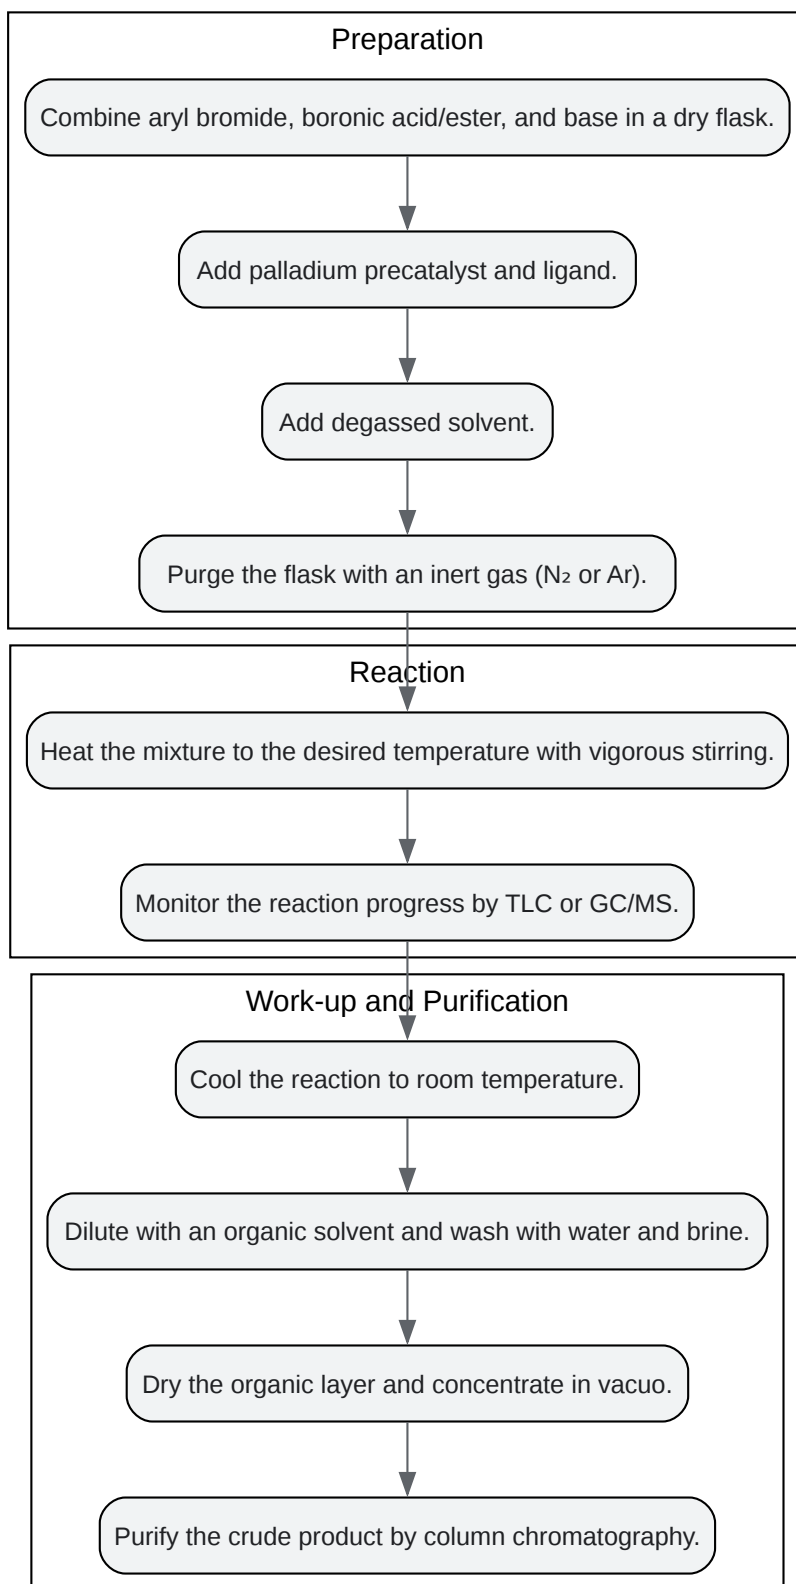 Preparation
Combine aryl bromide, boronic acid/ester, and base in a dry flask.
Add palladium precatalyst and ligand.
Add degassed solvent.
Purge the flask with an inert gas (N₂ or Ar).
Reaction
Heat the mixture to the desired temperature with vigorous stirring.
Monitor the reaction progress by TLC or GC/MS.
Work-up and Purification
Cool the reaction to room temperature.
Dilute with an organic solvent and wash with water and brine.
Dry the organic layer and concentrate in vacuo.
Purify the crude product by column chromatography.